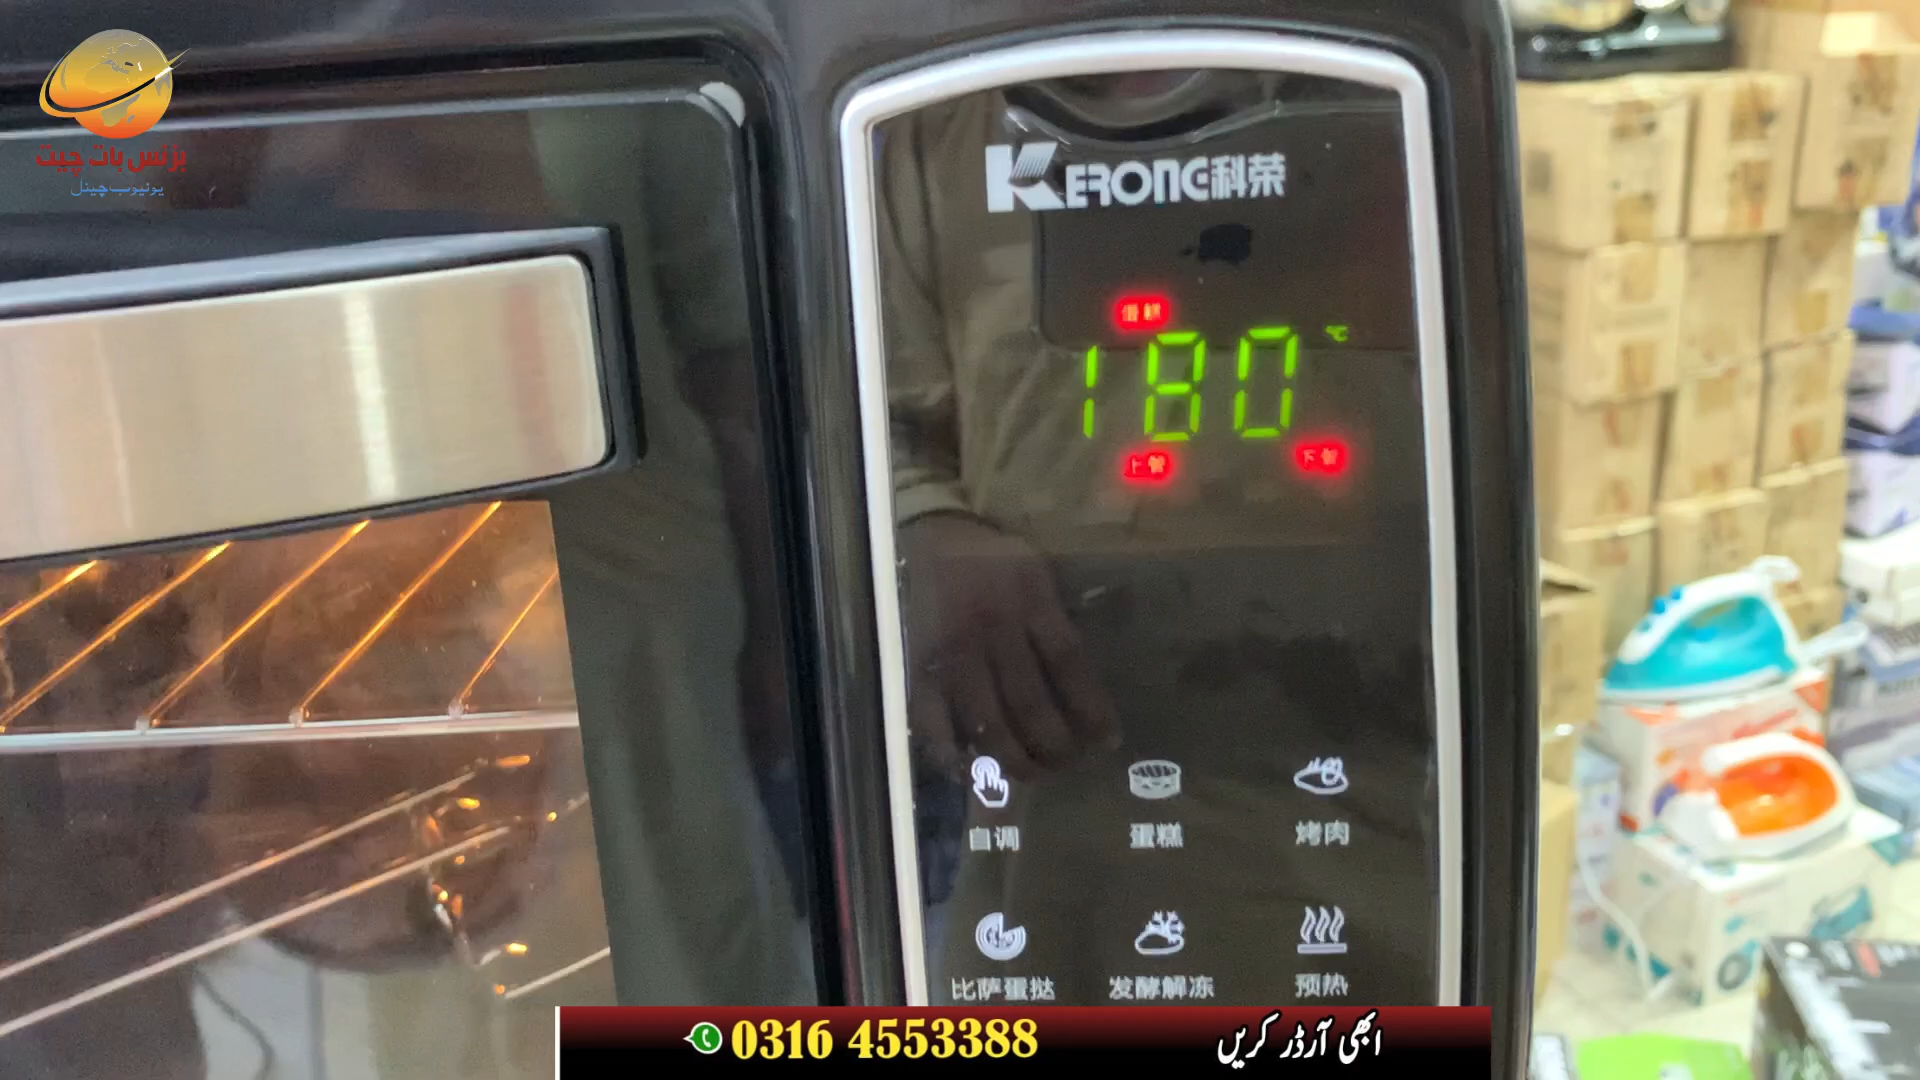 بزنس بات چیت
یوٹیوب چینل
KERONG科荣
蛋糕
180 ℃
上管 下管
自调 蛋糕 烤肉
比萨蛋挞 发酵解冻 预热
0316 4553388 ابھی آرڈر کریں